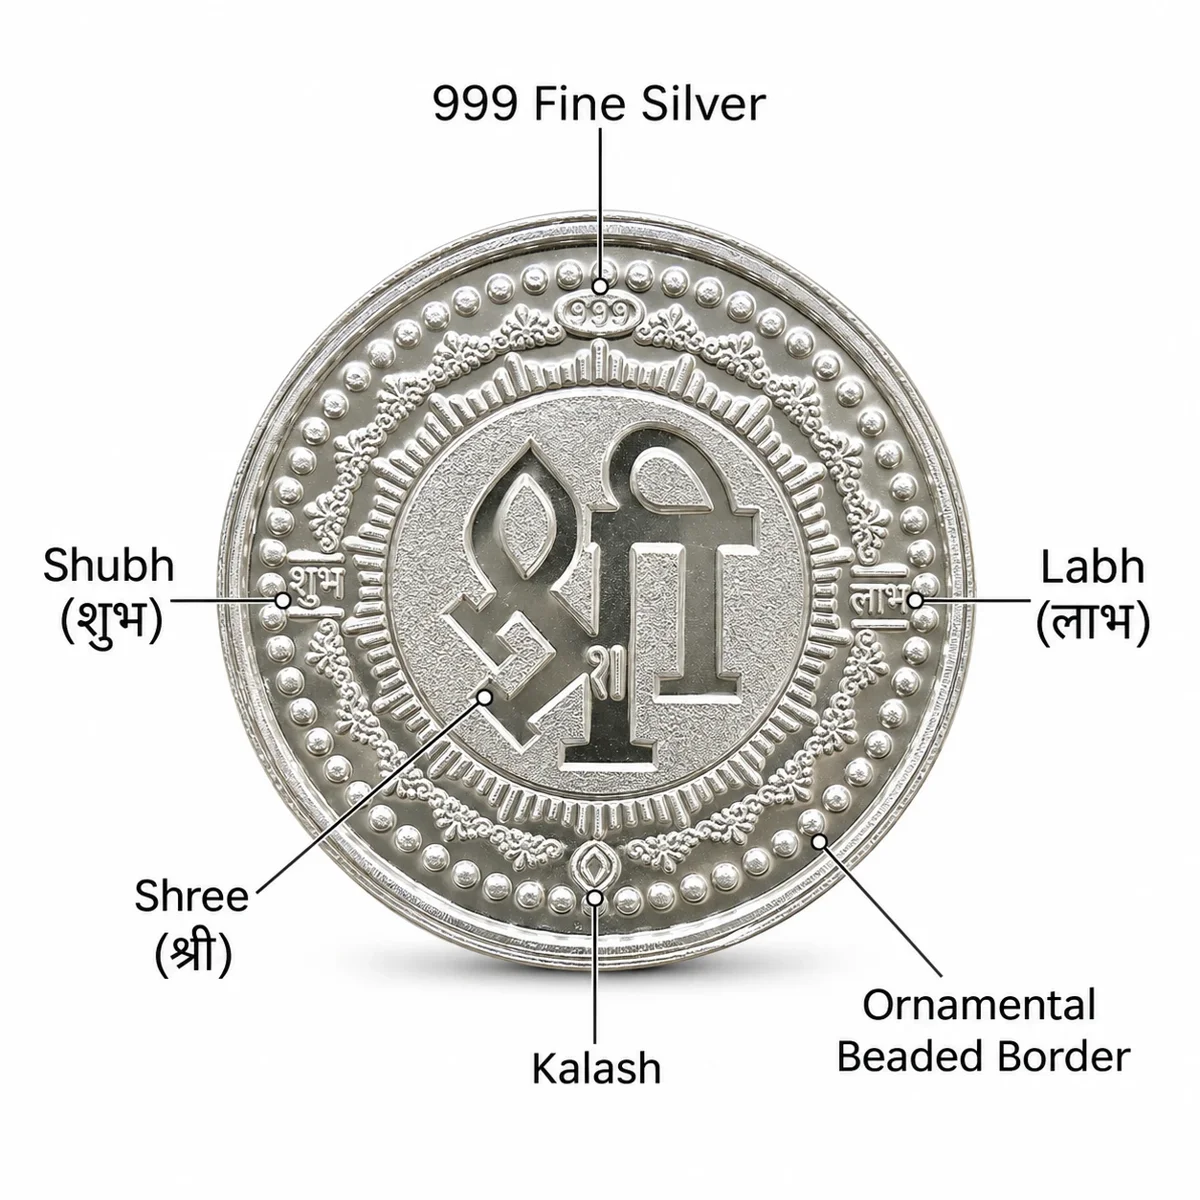 999 Fine Silver
999
Shubh
(शुभ)
शुभ
श्री
लाभ
Labh
(लाभ)
Shree
(श्री)
Kalash
Ornamental
Beaded Border